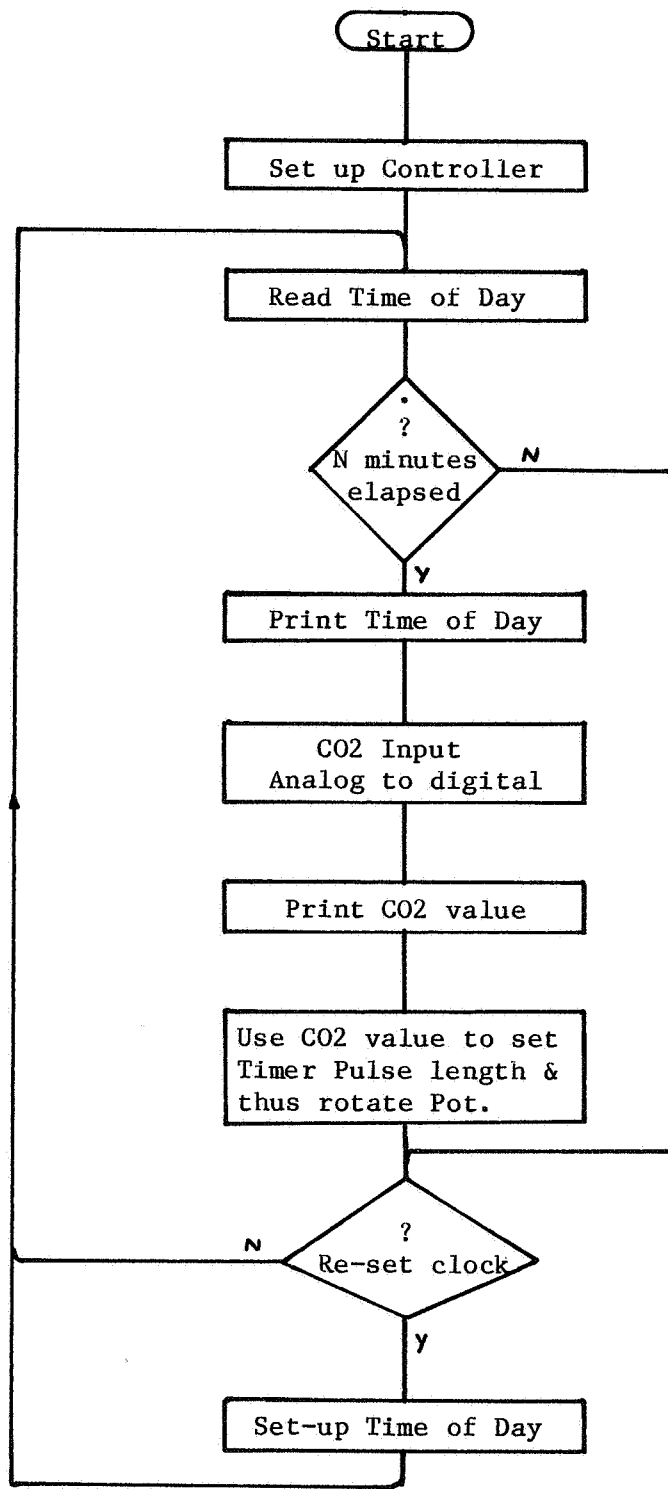 Start
Set up Controller
Read Time of Day
?
N minutes
elapsed
N
Y
Print Time of Day
CO2 Input
Analog to digital
Print CO2 value
Use CO2 value to set
Timer Pulse length &
thus rotate Pot.
?
Re-set clock
N
Y
Set-up Time of Day